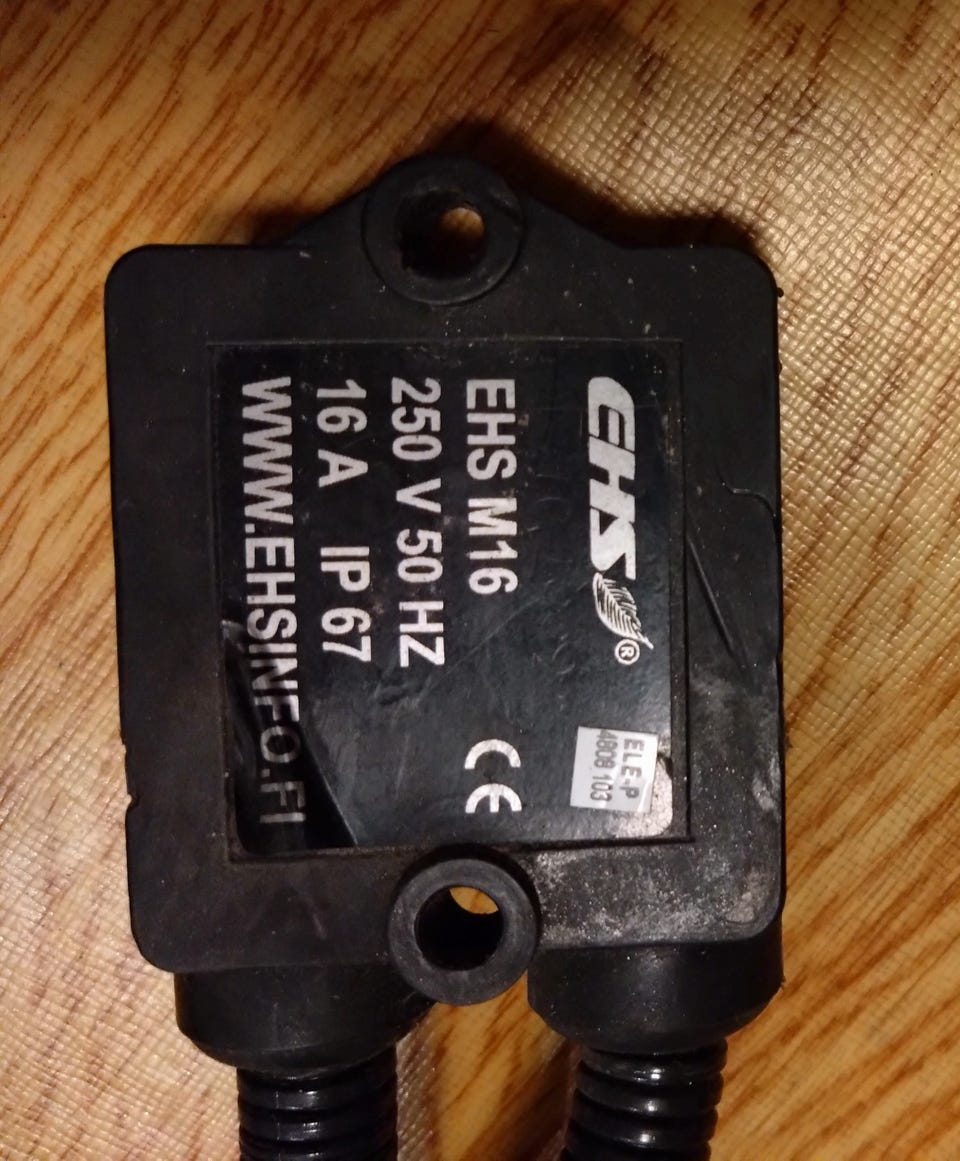 EHS®
EHS M16
250 V 50 HZ
16 A IP 67
WWW.EHSINFO.FI
CE
ELE-P
4808 103